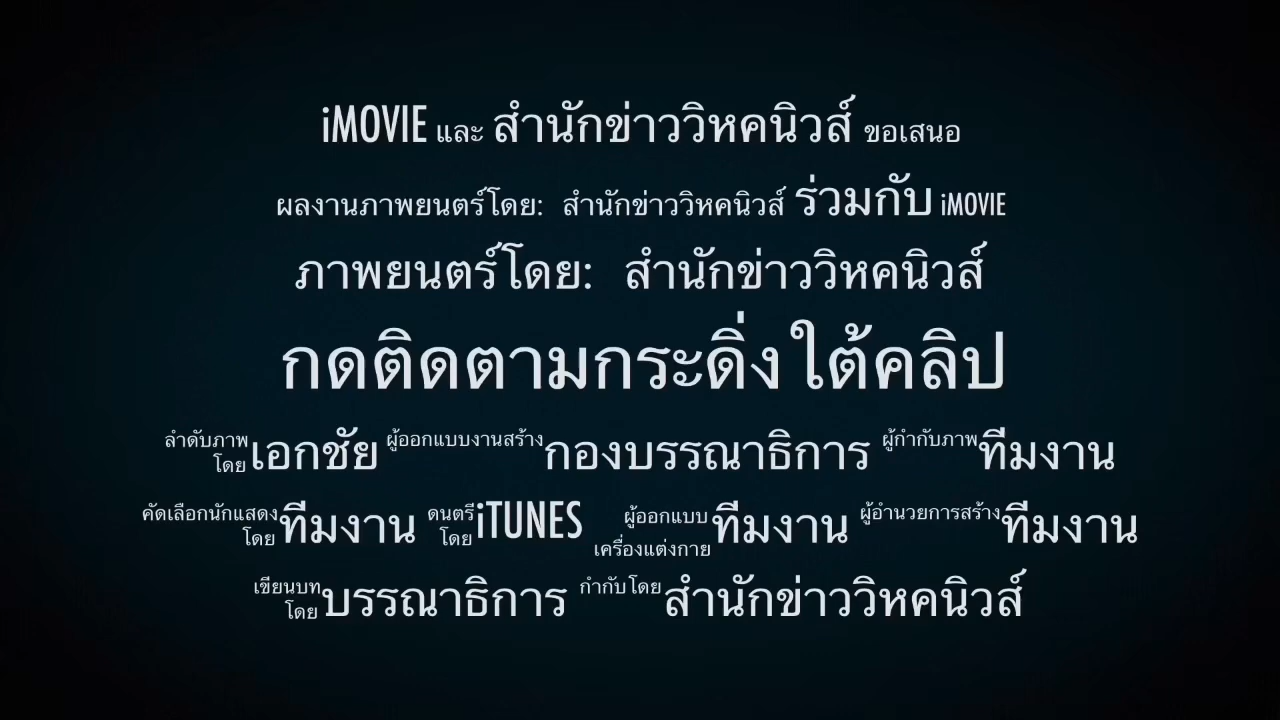 iMOVIE และ สำนักข่าววิหคนิวส์ ขอเสนอ
ผลงานภาพยนตร์โดย: สำนักข่าววิหคนิวส์ ร่วมกับ iMOVIE
ภาพยนตร์โดย: สำนักข่าววิหคนิวส์
กดติดตามกระดิ่ง ใต้คลิป
ลำดับภาพโดย เอกชัย ผู้ออกแบบงานสร้าง กองบรรณาธิการ ผู้กำกับภาพ ทีมงาน
คัดเลือกนักแสดงโดย ทีมงาน ดนตรีโดย iTUNES ผู้ออกแบบเครื่องแต่งกาย ทีมงาน ผู้อำนวยการสร้าง ทีมงาน
เขียนบทโดย บรรณาธิการ กำกับโดย สำนักข่าววิหคนิวส์